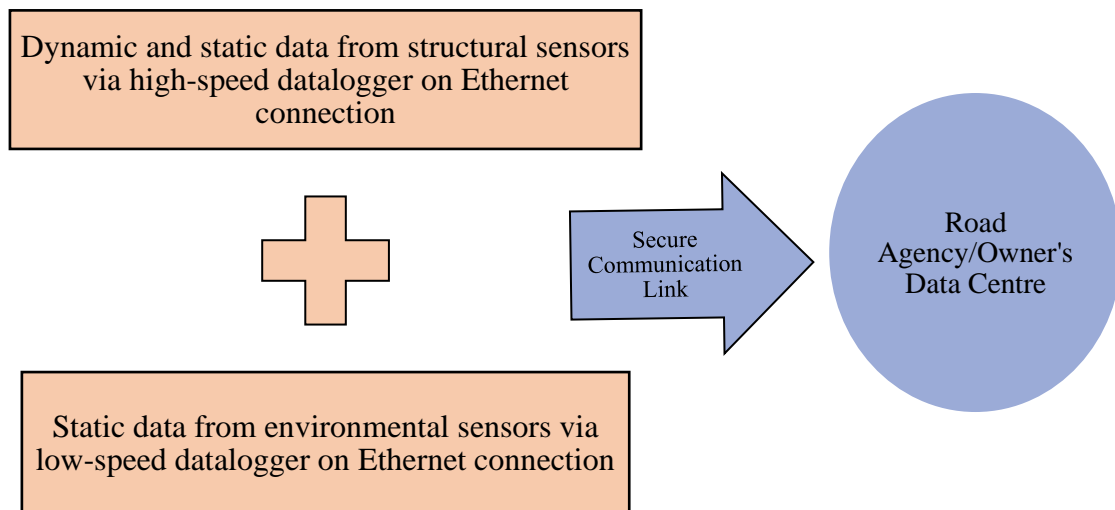 Dynamic and static data from structural sensors
via high-speed datalogger on Ethernet
connection
Secure
Communication
Link
Road
Agency/Owner's
Data Centre
Static data from environmental sensors via
low-speed datalogger on Ethernet connection